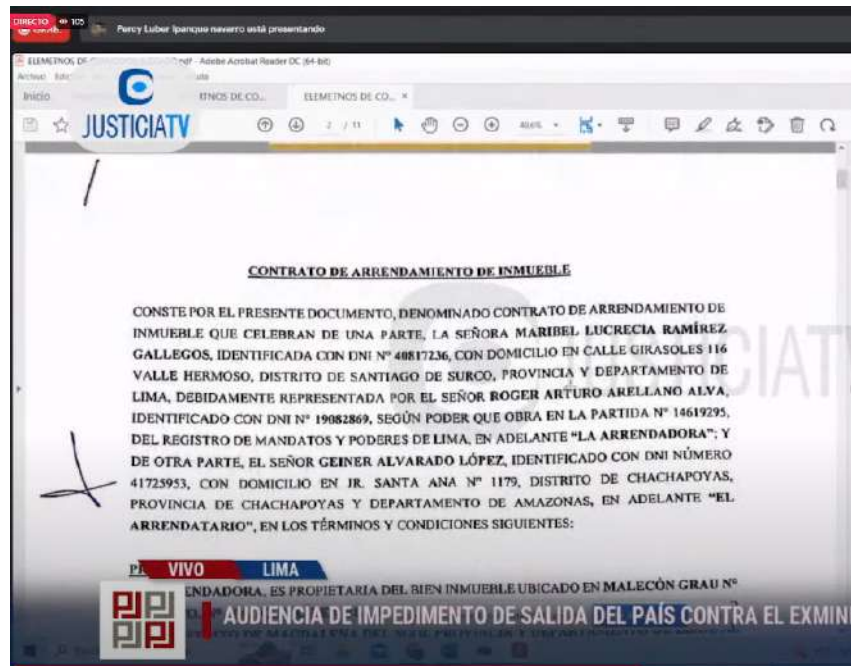 DIRECTO 105
Percy Luber Ipanque navarro está presentando
Inicio
ELEMETNOS DE CO... ×
JUSTICIATV
2 / 11
CONTRATO DE ARRENDAMIENTO DE INMUEBLE
CONSTE POR EL PRESENTE DOCUMENTO, DENOMINADO CONTRATO DE ARRENDAMIENTO DE
INMUEBLE QUE CELEBRAN DE UNA PARTE, LA SEÑORA MARIBEL LUCRECIA RAMÍREZ
GALLEGOS, IDENTIFICADA CON DNI Nº 40817236, CON DOMICILIO EN CALLE GIRASOLES 116
VALLE HERMOSO, DISTRITO DE SANTIAGO DE SURCO, PROVINCIA Y DEPARTAMENTO DE
LIMA, DEBIDAMENTE REPRESENTADA POR EL SEÑOR ROGER ARTURO ARELLANO ALVA,
IDENTIFICADO CON DNI Nº 19082869, SEGÚN PODER QUE OBRA EN LA PARTIDA Nº 14619295,
DEL REGISTRO DE MANDATOS Y PODERES DE LIMA, EN ADELANTE “LA ARRENDADORA”; Y
DE OTRA PARTE, EL SEÑOR GEINER ALVARADO LÓPEZ, IDENTIFICADO CON DNI NÚMERO
41725953, CON DOMICILIO EN JR. SANTA ANA Nº 1179, DISTRITO DE CHACHAPOYAS,
PROVINCIA DE CHACHAPOYAS Y DEPARTAMENTO DE AMAZONAS, EN ADELANTE “EL
ARRENDATARIO”, EN LOS TÉRMINOS Y CONDICIONES SIGUIENTES:
VIVO LIMA
ENDADORA, ES PROPIETARIA DEL BIEN INMUEBLE UBICADO EN MALECÓN GRAU Nº
AUDIENCIA DE IMPEDIMENTO DE SALIDA DEL PAÍS CONTRA EL EXMIN